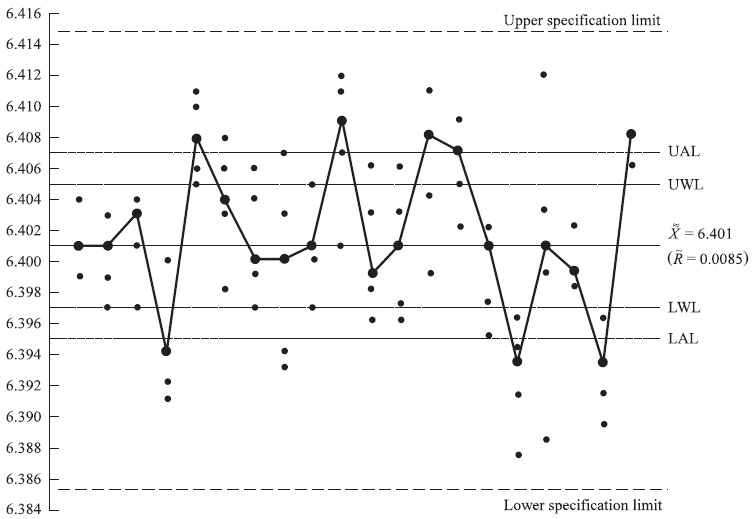 6.416
Upper specification limit
6.414
6.412
6.410
6.408
UAL
6.406
UWL
6.404
6.402
X̃̄ = 6.401
6.400
(R̃ = 0.0085)
6.398
LWL
6.396
LAL
6.394
6.392
6.390
6.388
6.386
6.384
Lower specification limit